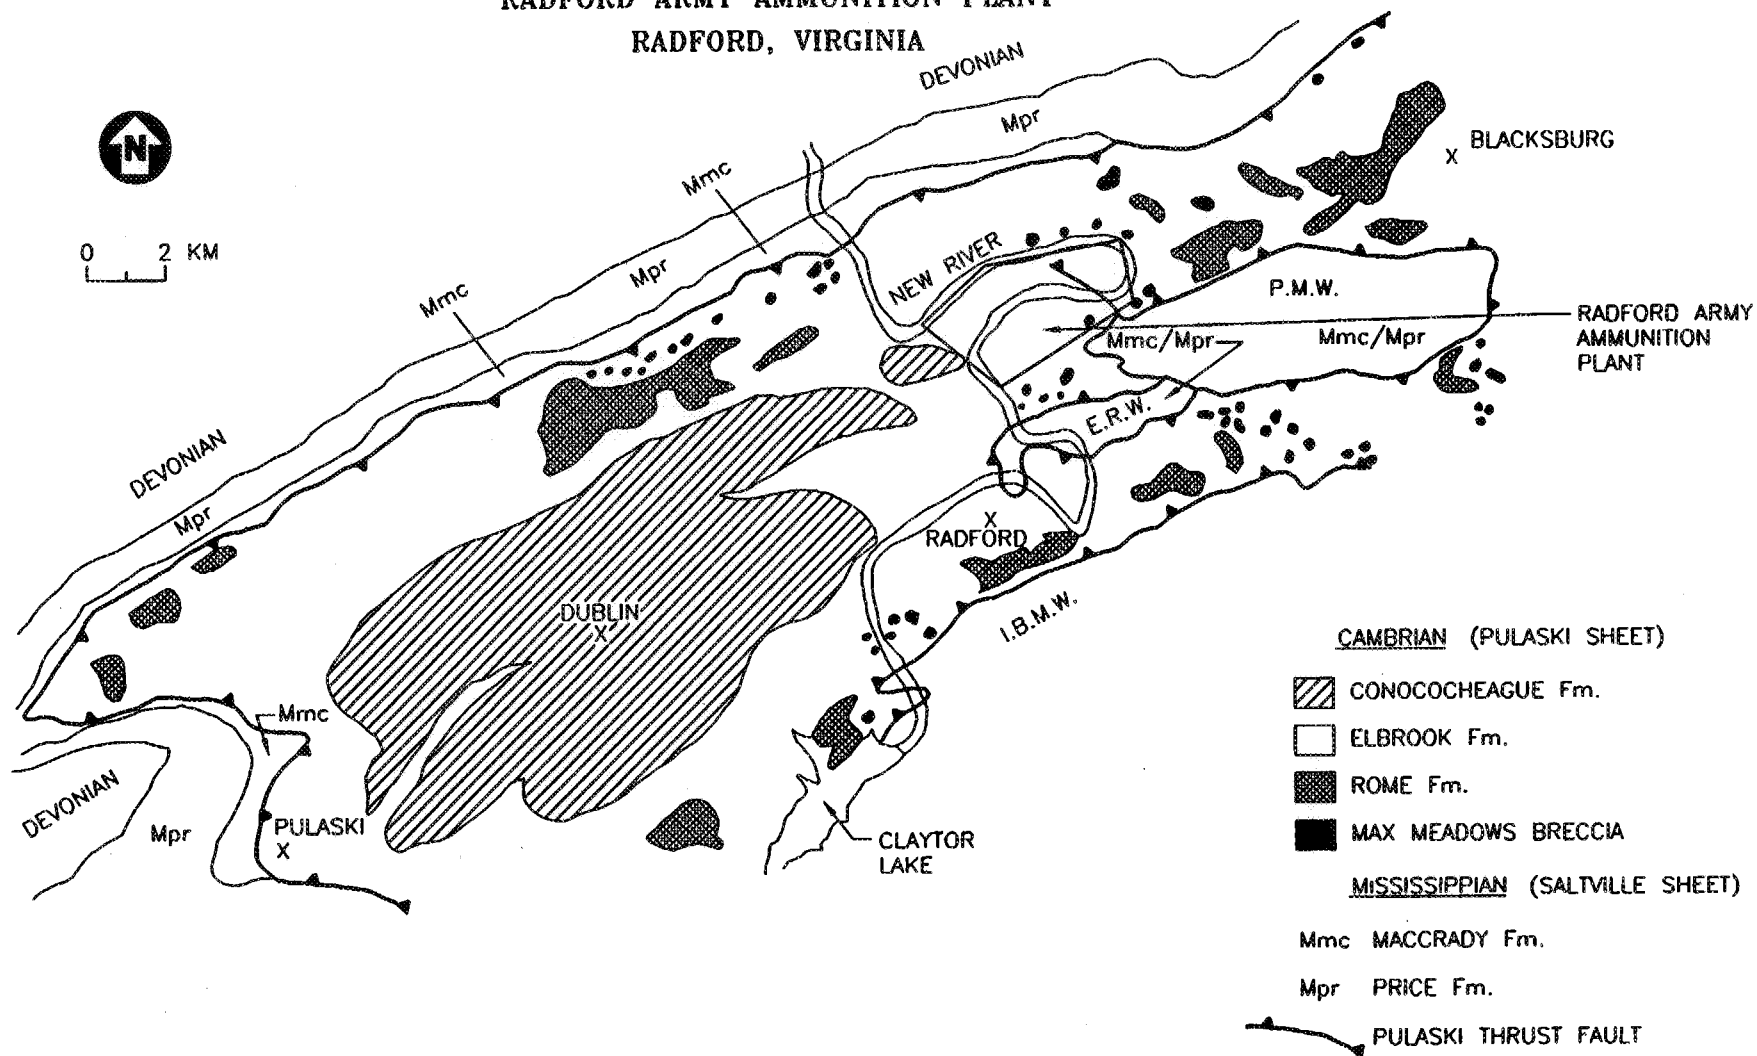 RADFORD ARMY AMMUNITION PLANT
RADFORD, VIRGINIA
N
0 2 KM
DEVONIAN
Mpr
BLACKSBURG
X
Mmc
Mpr
NEW RIVER
P.M.W.
RADFORD ARMY
AMMUNITION
PLANT
Mmc/Mpr
Mmc/Mpr
Mmc
E.R.W.
DEVONIAN
Mpr
X
RADFORD
DUBLIN
X
I.B.M.W.
Mmc
DEVONIAN
Mpr
PULASKI
X
CLAYTOR
LAKE
CAMBRIAN (PULASKI SHEET)
CONOCOCHEAGUE Fm.
ELBROOK Fm.
ROME Fm.
MAX MEADOWS BRECCIA
MISSISSIPPIAN (SALTVILLE SHEET)
Mmc MACCRADY Fm.
Mpr PRICE Fm.
PULASKI THRUST FAULT